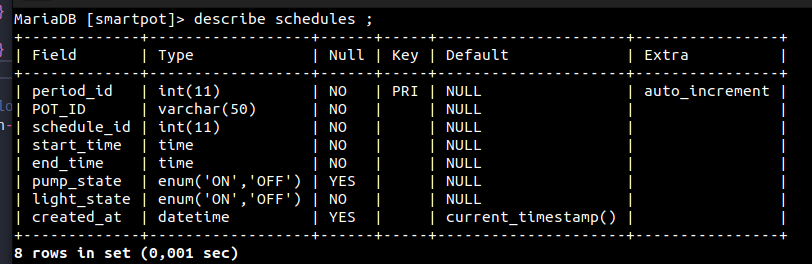 MariaDB [smartpot]> describe schedules ;
+-------------+------------------+------+-----+---------------------+----------------+
| Field       | Type             | Null | Key | Default             | Extra          |
+-------------+------------------+------+-----+---------------------+----------------+
| period_id   | int(11)          | NO   | PRI | NULL                | auto_increment |
| POT_ID      | varchar(50)      | NO   |     | NULL                |                |
| schedule_id | int(11)          | NO   |     | NULL                |                |
| start_time  | time             | NO   |     | NULL                |                |
| end_time    | time             | NO   |     | NULL                |                |
| pump_state  | enum('ON','OFF') | YES  |     | NULL                |                |
| light_state | enum('ON','OFF') | NO   |     | NULL                |                |
| created_at  | datetime         | YES  |     | current_timestamp() |                |
+-------------+------------------+------+-----+---------------------+----------------+
8 rows in set (0,001 sec)